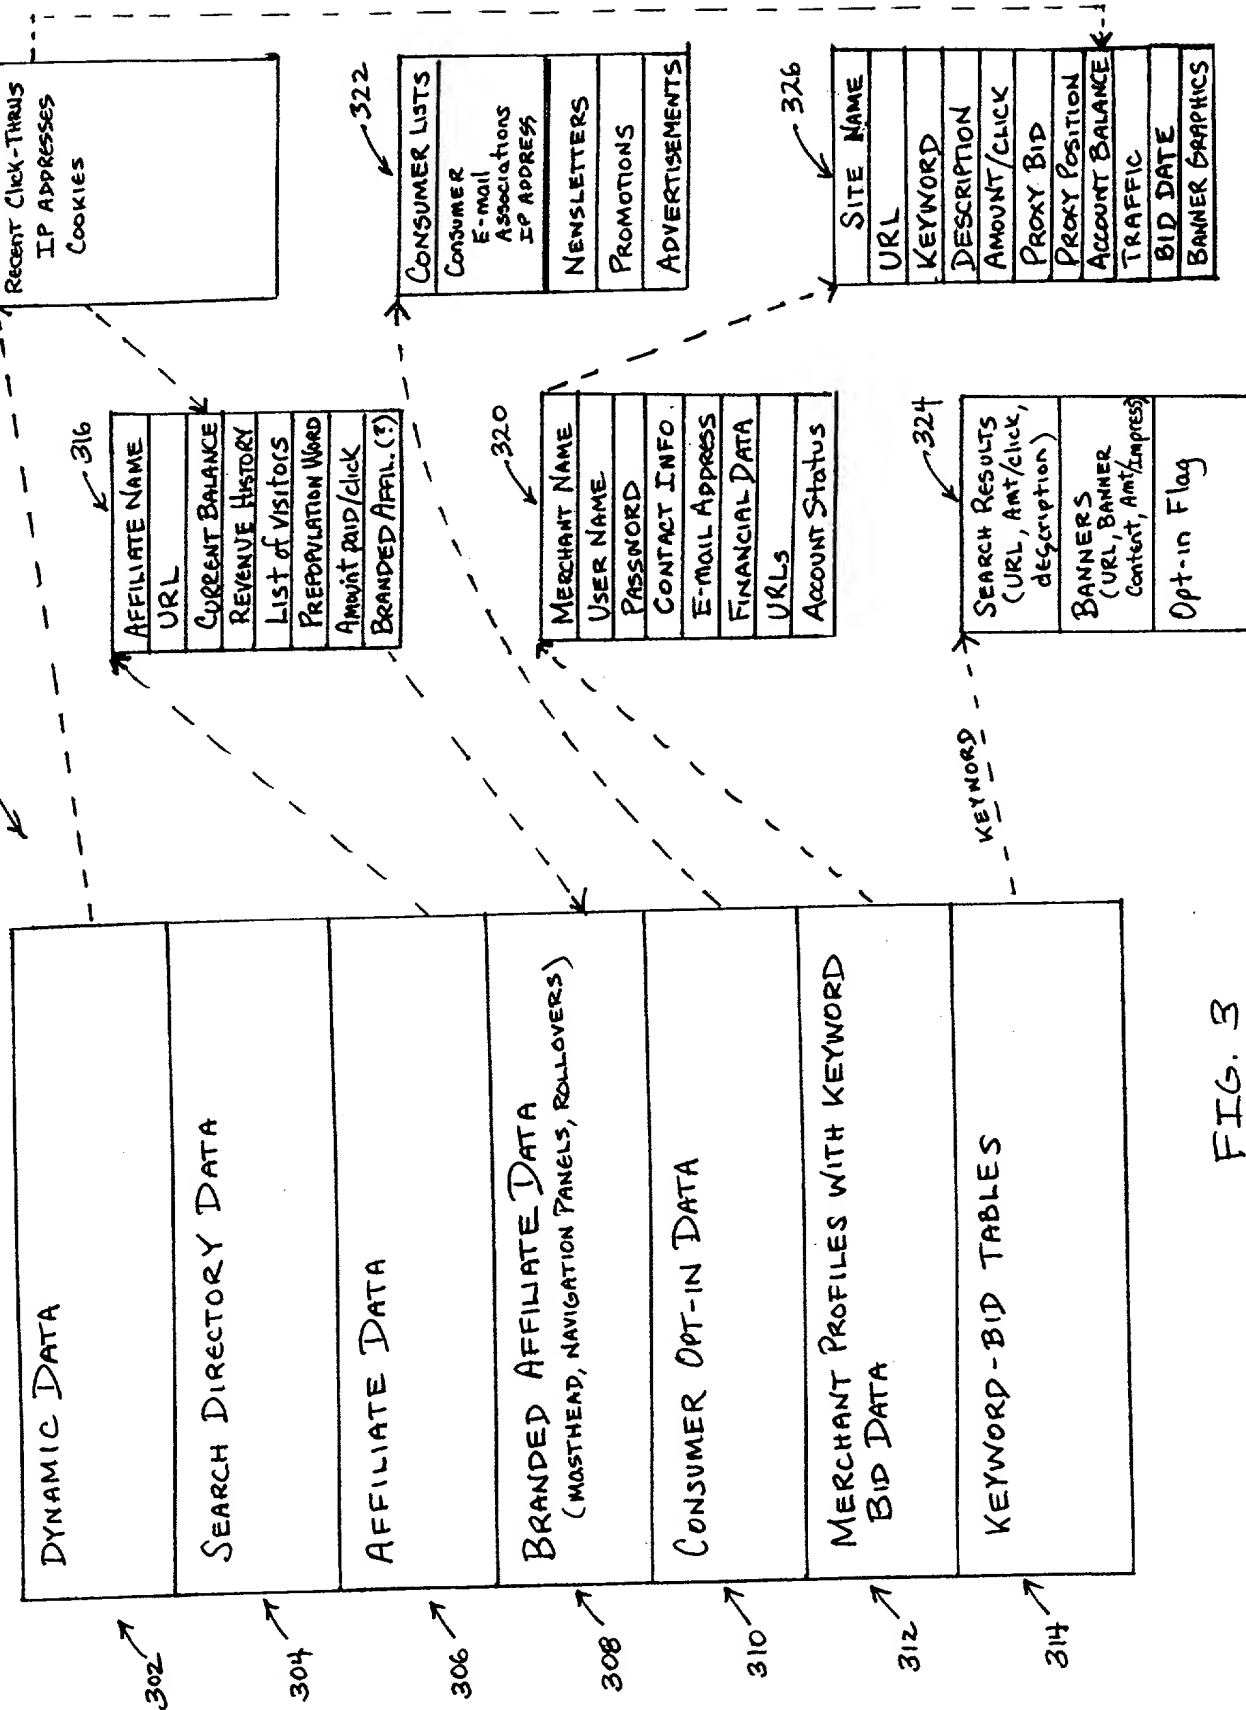 DYNAMIC DATA
SEARCH DIRECTORY DATA
AFFILIATE DATA
BRANDED AFFILIATE DATA
(MASTHEAD, NAVIGATION PANELS, ROLLOVERS)
CONSUMER OPT-IN DATA
MERCHANT PROFILES WITH KEYWORD
BID DATA
KEYWORD-BID TABLES
302
304
306
308
310
312
314
316
AFFILIATE NAME
URL
CURRENT BALANCE
REVENUE HISTORY
List of Visitors
PREPOPULATION WORD
Amount paid/click
BRANDED AFFIL. (?)
320
MERCHANT NAME
USER NAME
PASSWORD
CONTACT INFO.
E-mail ADDRESS
FINANCIAL DATA
URLs
Account Status
KEYWORD
324
SEARCH RESULTS
(URL, Amt/click,
description)
BANNERS
(URL, BANNER
Content, Amt/Impress)
Opt-in Flag
Recent Click-Thrus
IP ADDRESSES
Cookies
322
CONSUMER LISTS
Consumer
E-mail
Associations
IP ADDRESS
NEWSLETTERS
PROMOTIONS
ADVERTISEMENTS
326
SITE NAME
URL
KEYWORD
DESCRIPTION
AMOUNT/CLICK
PROXY BID
PROXY POSITION
ACCOUNT BALANCE
TRAFFIC
BID DATE
BANNER GRAPHICS
FIG. 3